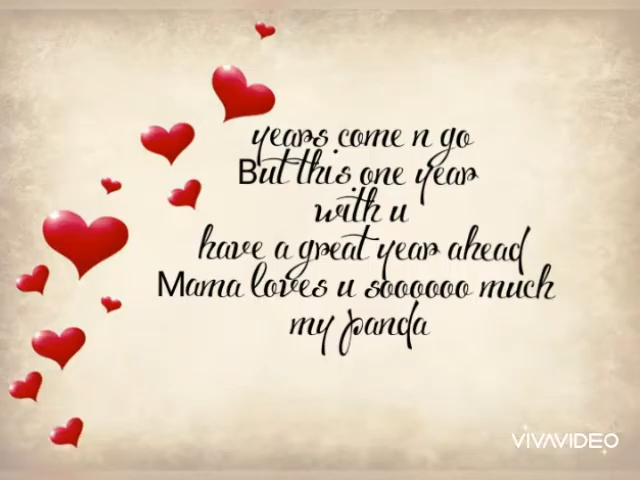 years come n go
But this one year
with u
have a great year ahead
Mama loves u soooooo much
my panda
VIVAVIDEO